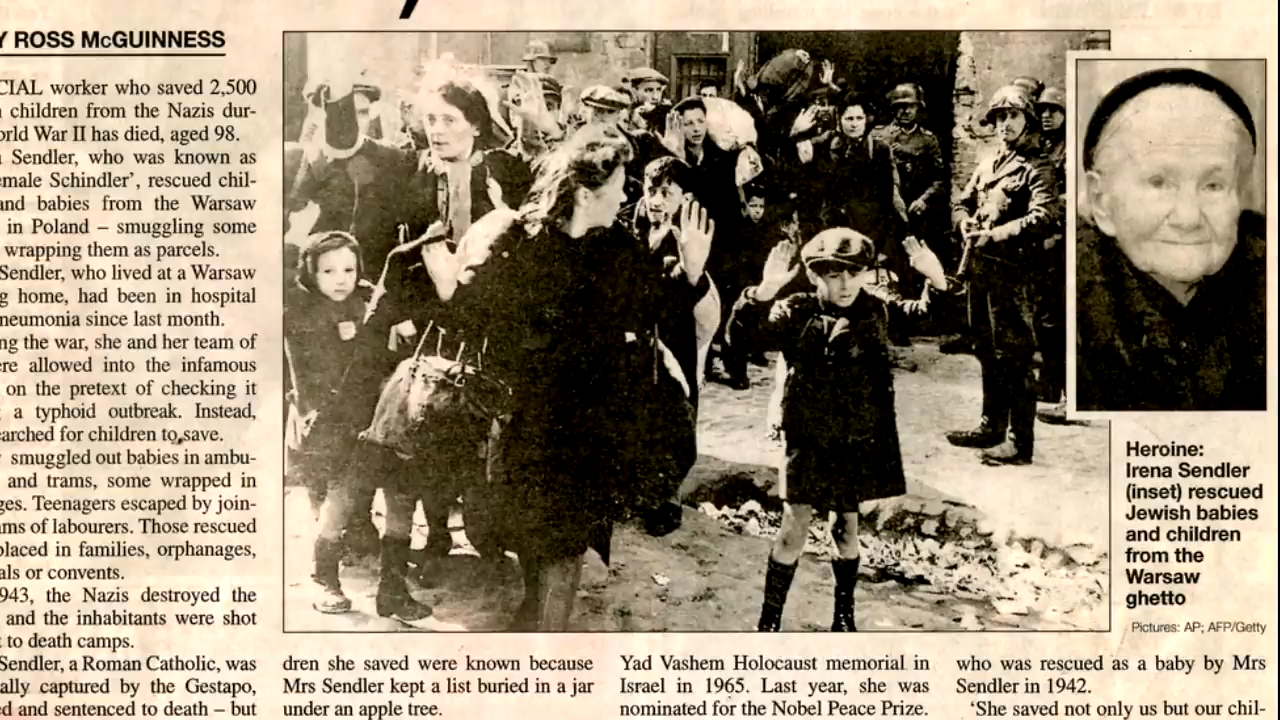 Y ROSS McGUINNESS
CIAL worker who saved 2,500
children from the Nazis dur-
orld War II has died, aged 98.
Sendler, who was known as
emale Schindler', rescued chil-
and babies from the Warsaw
in Poland – smuggling some
wrapping them as parcels.
Sendler, who lived at a Warsaw
g home, had been in hospital
neumonia since last month.
ng the war, she and her team of
re allowed into the infamous
on the pretext of checking it
a typhoid outbreak. Instead,
earched for children to save.
smuggled out babies in ambu-
and trams, some wrapped in
ges. Teenagers escaped by join-
ams of labourers. Those rescued
placed in families, orphanages,
als or convents.
943, the Nazis destroyed the
and the inhabitants were shot
t to death camps.
Sendler, a Roman Catholic, was
ally captured by the Gestapo,
ed and sentenced to death – but
dren she saved were known because
Mrs Sendler kept a list buried in a jar
under an apple tree.
Yad Vashem Holocaust memorial in
Israel in 1965. Last year, she was
nominated for the Nobel Peace Prize.
Heroine:
Irena Sendler
(inset) rescued
Jewish babies
and children
from the
Warsaw
ghetto
Pictures: AP; AFP/Getty
who was rescued as a baby by Mrs
Sendler in 1942.
'She saved not only us but our chil-